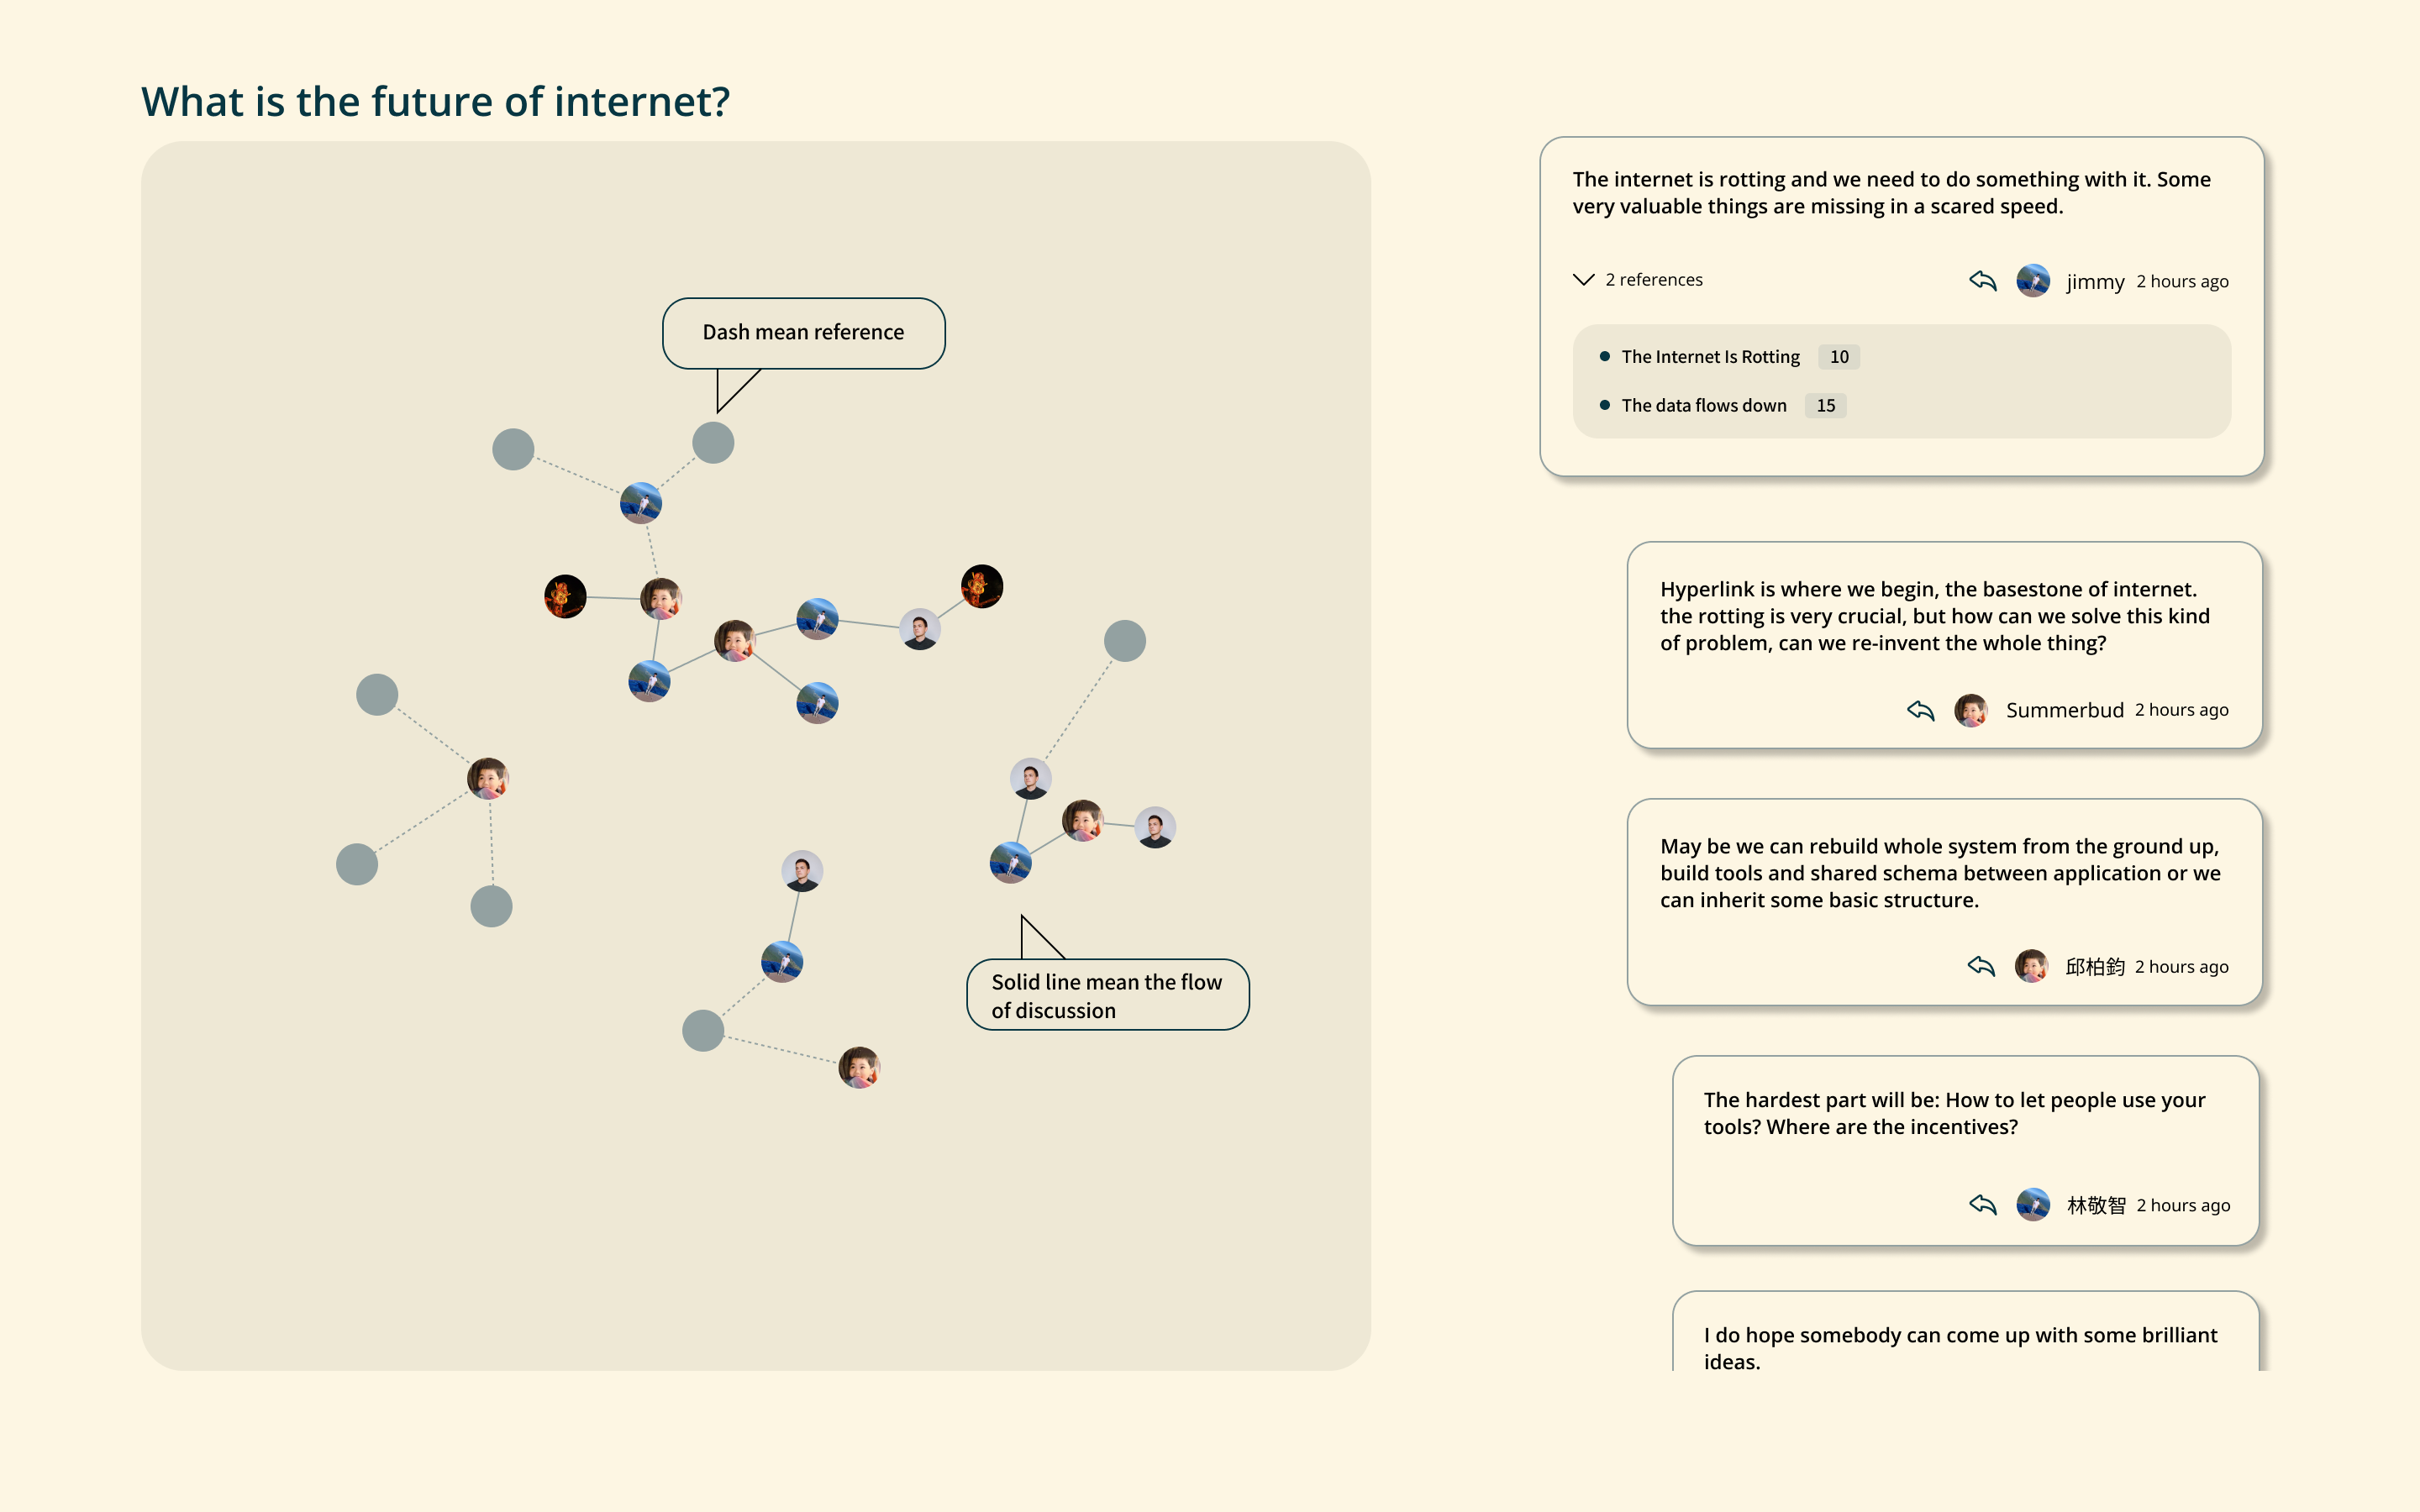 What is the future of internet?
Dash mean reference
Solid line mean the flow
of discussion
The internet is rotting and we need to do something with it. Some
very valuable things are missing in a scared speed.
2 references
jimmy 2 hours ago
The Internet Is Rotting 10
The data flows down 15
Hyperlink is where we begin, the basestone of internet.
the rotting is very crucial, but how can we solve this kind
of problem, can we re-invent the whole thing?
Summerbud 2 hours ago
May be we can rebuild whole system from the ground up,
build tools and shared schema between application or we
can inherit some basic structure.
邱柏鈞 2 hours ago
The hardest part will be: How to let people use your
tools? Where are the incentives?
林敬智 2 hours ago
I do hope somebody can come up with some brilliant
ideas.